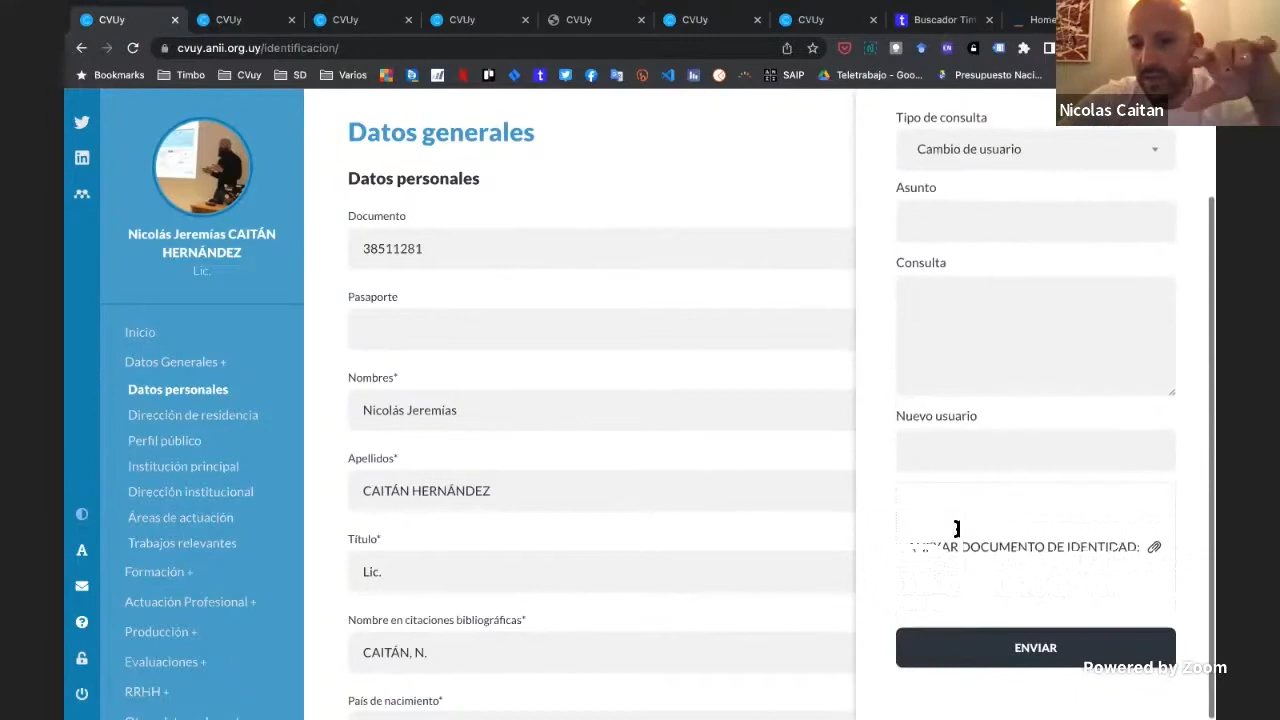 CVUy
CVUy
CVUy
CVUy
CVUy
CVUy
CVUy
Buscador Tim
Home
cvuy.anii.org.uy/identificacion/
Bookmarks
Timbo
CVuy
SD
Varios
SAIP
Teletrabajo - Goo...
Presupuesto Naci...
Nicolas Caitan
Nicolás Jeremías CAITÁN
HERNÁNDEZ
Lic.
Inicio
Datos Generales +
Datos personales
Dirección de residencia
Perfil público
Institución principal
Dirección institucional
Áreas de actuación
Trabajos relevantes
Formación +
Actuación Profesional +
Producción +
Evaluaciones +
RRHH +
Datos generales
Datos personales
Documento
38511281
Pasaporte
Nombres*
Nicolás Jeremías
Apellidos*
CAITÁN HERNÁNDEZ
Título*
Lic.
Nombre en citaciones bibliográficas*
CAITÁN, N.
País de nacimiento*
Tipo de consulta
Cambio de usuario
Asunto
Consulta
Nuevo usuario
DOCUMENTO DE IDENTIDAD:
ENVIAR
Powered by Zoom